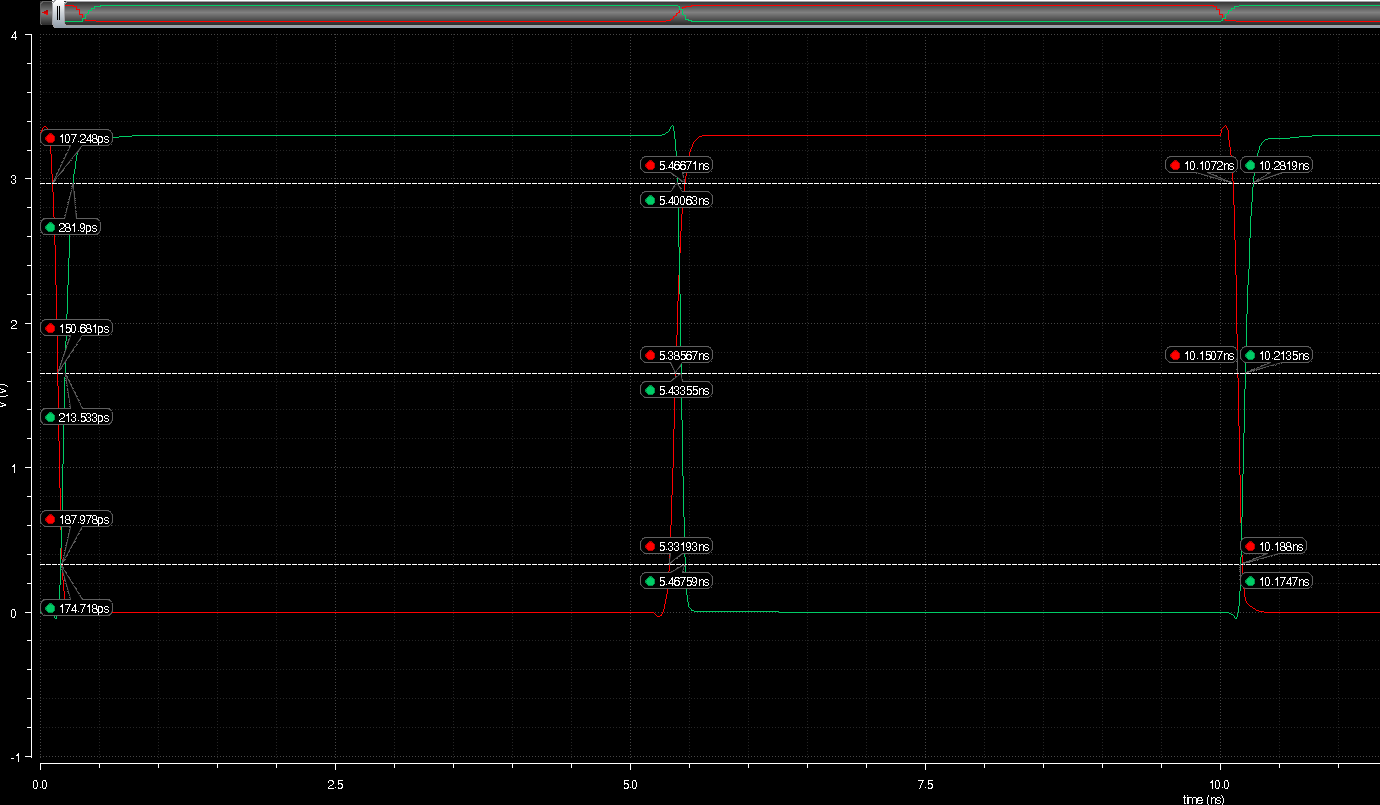 4
107.248ps
5.46671ns
10.1072ns
10.2819ns
3
5.40063ns
281.9ps
2
150.681ps
5.38567ns
10.1507ns
10.2135ns
V (V)
5.43355ns
213.533ps
1
187.978ps
5.33193ns
10.188ns
5.46759ns
10.1747ns
174.718ps
0
-1
0.0
2.5
5.0
7.5
10.0
time (ns)